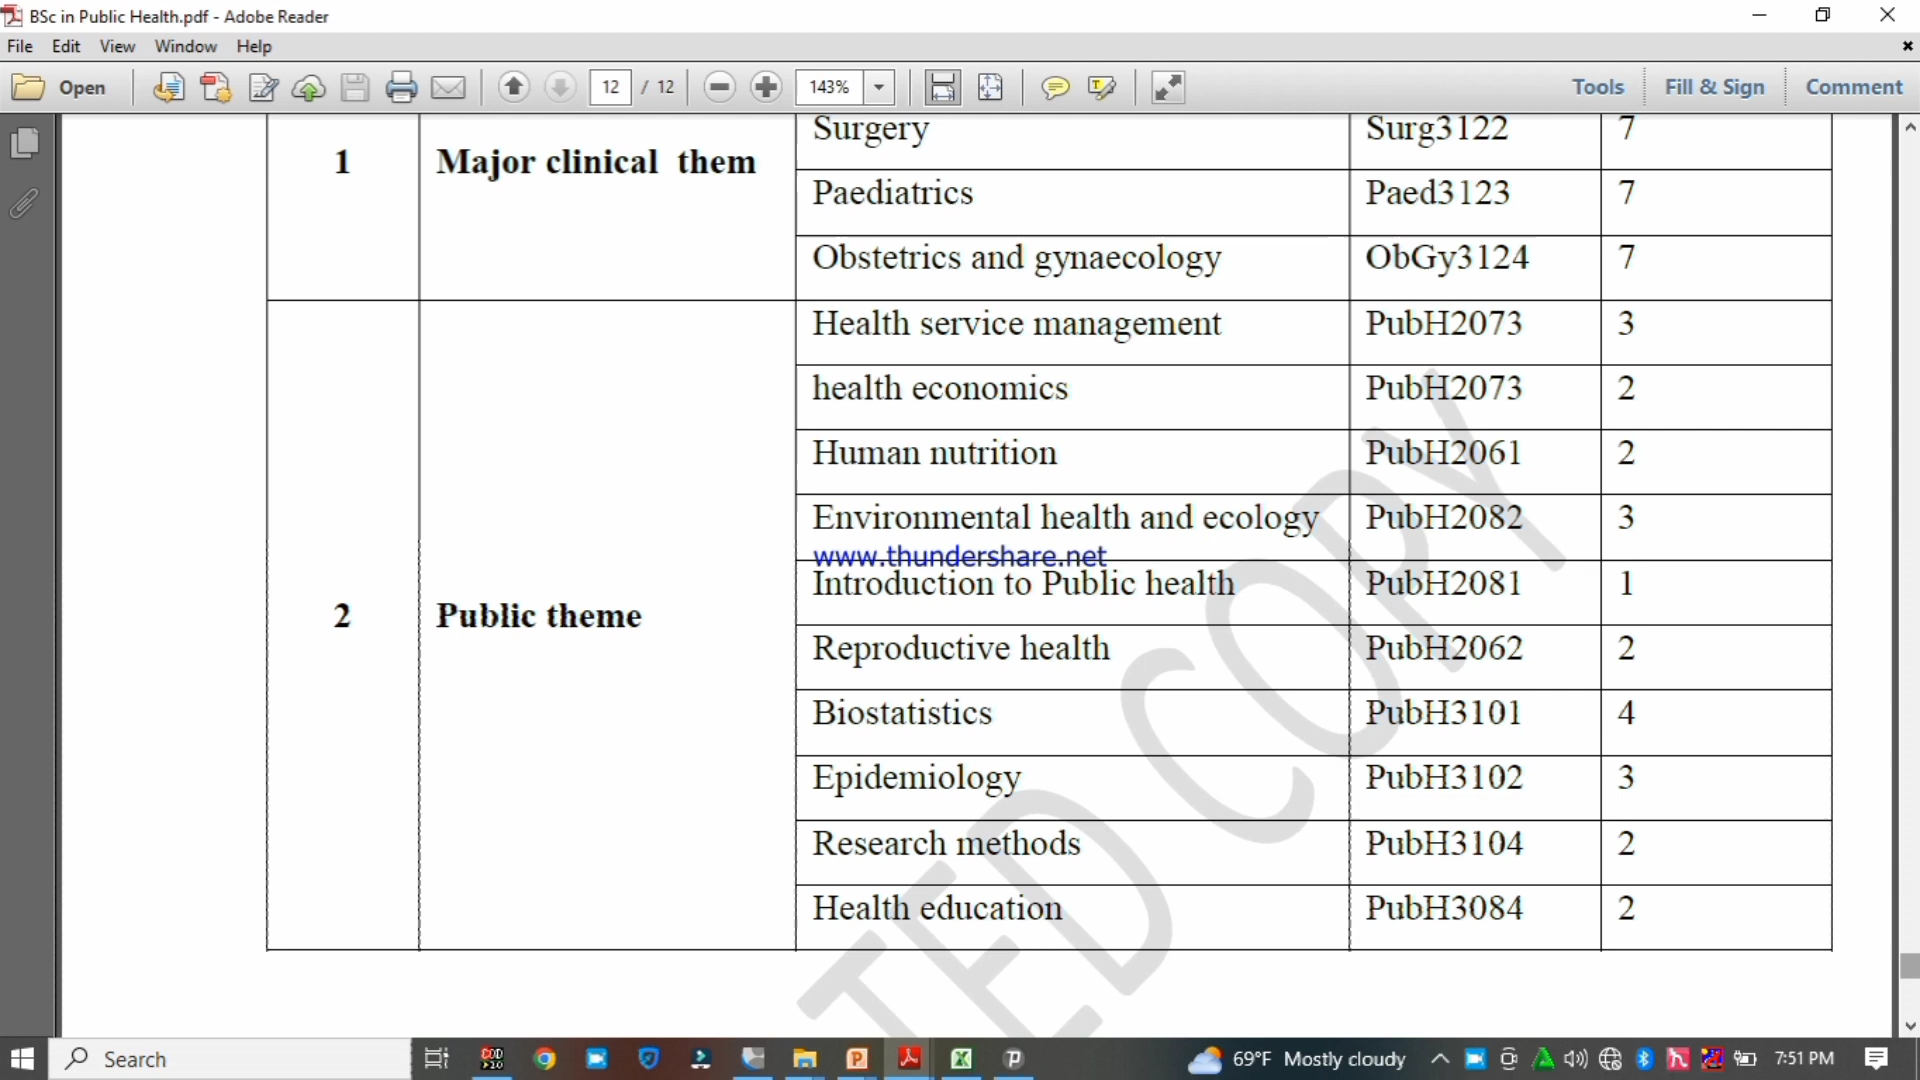 BSc in Public Health.pdf - Adobe Reader
File Edit View Window Help
Open 12 / 12 143% Tools Fill & Sign Comment
Surgery Surg3122 7
1 Major clinical them
Paediatrics Paed3123 7
Obstetrics and gynaecology ObGy3124 7
Health service management PubH2073 3
health economics PubH2073 2
Human nutrition PubH2061 2
Environmental health and ecology PubH2082 3
www.thundershare.net
Introduction to Public health PubH2081 1
2 Public theme
Reproductive health PubH2062 2
Biostatistics PubH3101 4
Epidemiology PubH3102 3
Research methods PubH3104 2
Health education PubH3084 2
TED COPY
Search 69°F Mostly cloudy 7:51 PM